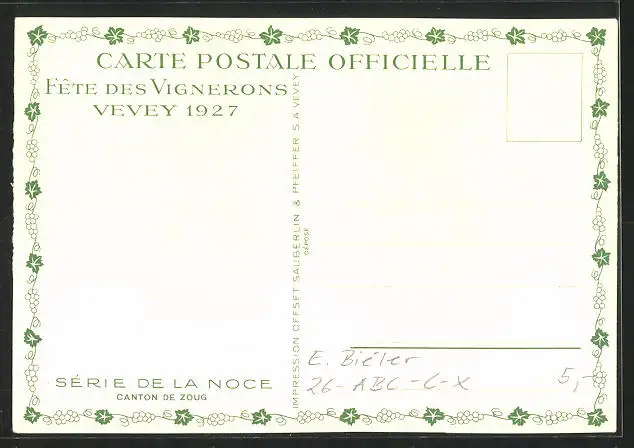 CARTE POSTALE OFFICIELLE
FÊTE DES VIGNERONS
VEVEY 1927
IMPRESSION OFFSET SÄUBERLIN & PFEIFFER S.A. VEVEY
DÉPOSÉ
E. Biéler
26-ABC-C-X
5,-
SÉRIE DE LA NOCE
CANTON DE ZOUG